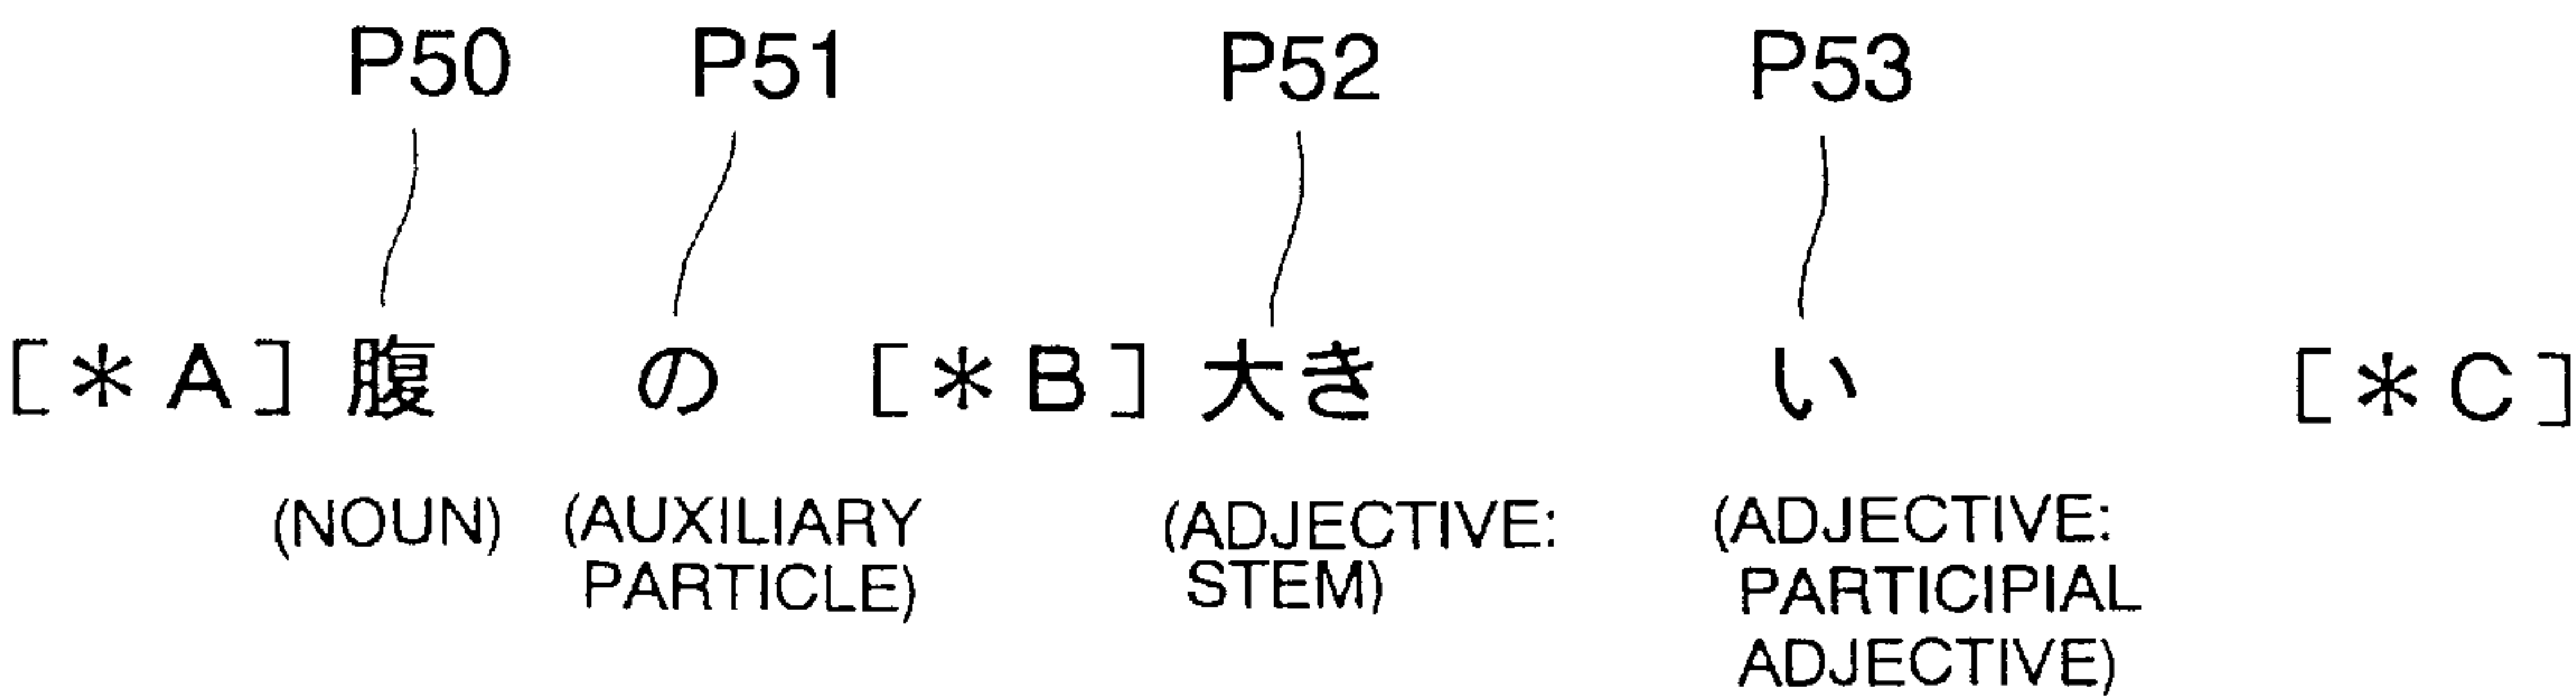 P50 P51 P52 P53
[*A]腹 の [*B]大き い [*C]
(NOUN) (AUXILIARY PARTICLE) (ADJECTIVE: STEM) (ADJECTIVE: PARTICIPIAL ADJECTIVE)